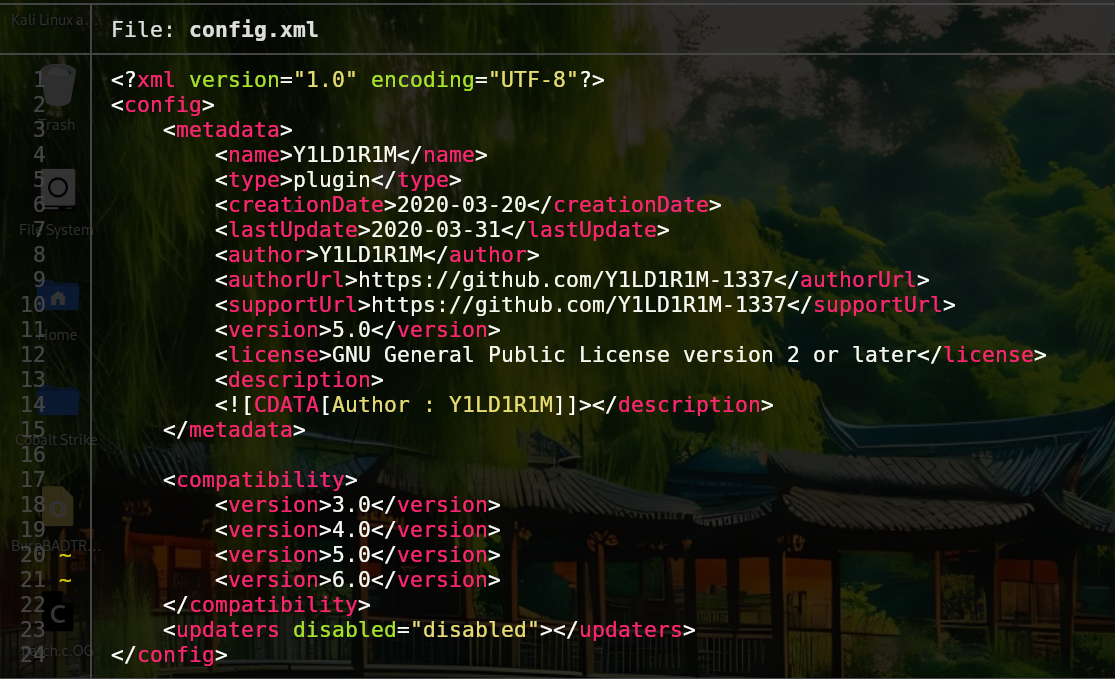 Kali Linux a...
File: config.xml
1 <?xml version="1.0" encoding="UTF-8"?>
2 <config>
Trash
3     <metadata>
4         <name>Y1LD1R1M</name>
5         <type>plugin</type>
6         <creationDate>2020-03-20</creationDate>
File System
7         <lastUpdate>2020-03-31</lastUpdate>
8         <author>Y1LD1R1M</author>
9         <authorUrl>https://github.com/Y1LD1R1M-1337</authorUrl>
10         <supportUrl>https://github.com/Y1LD1R1M-1337</supportUrl>
11         <version>5.0</version>
Home
12         <license>GNU General Public License version 2 or later</license>
13         <description>
14         <![CDATA[Author : Y1LD1R1M]]></description>
15     </metadata>
Cobalt Strike
16
17     <compatibility>
18         <version>3.0</version>
19         <version>4.0</version>
20 ~         <version>5.0</version>
21 ~         <version>6.0</version>
22     </compatibility>
23     <updaters disabled="disabled"></updaters>
24 </config>